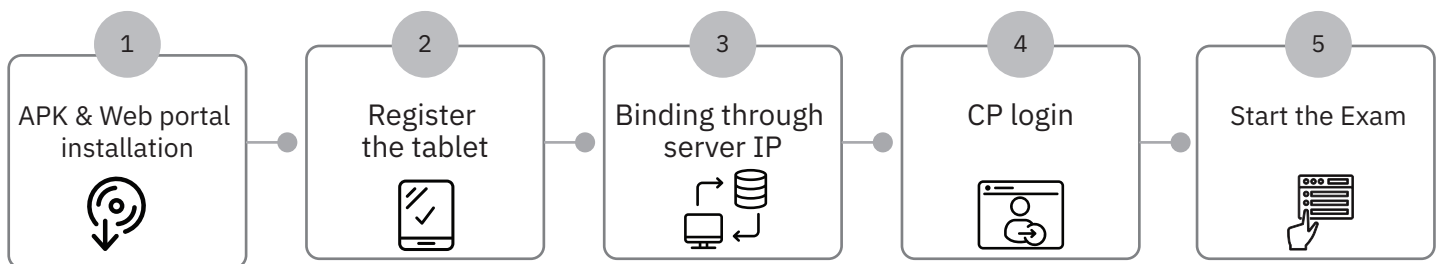 1
APK & Web portal
installation
2
Register
the tablet
3
Binding through
server IP
4
CP login
5
Start the Exam